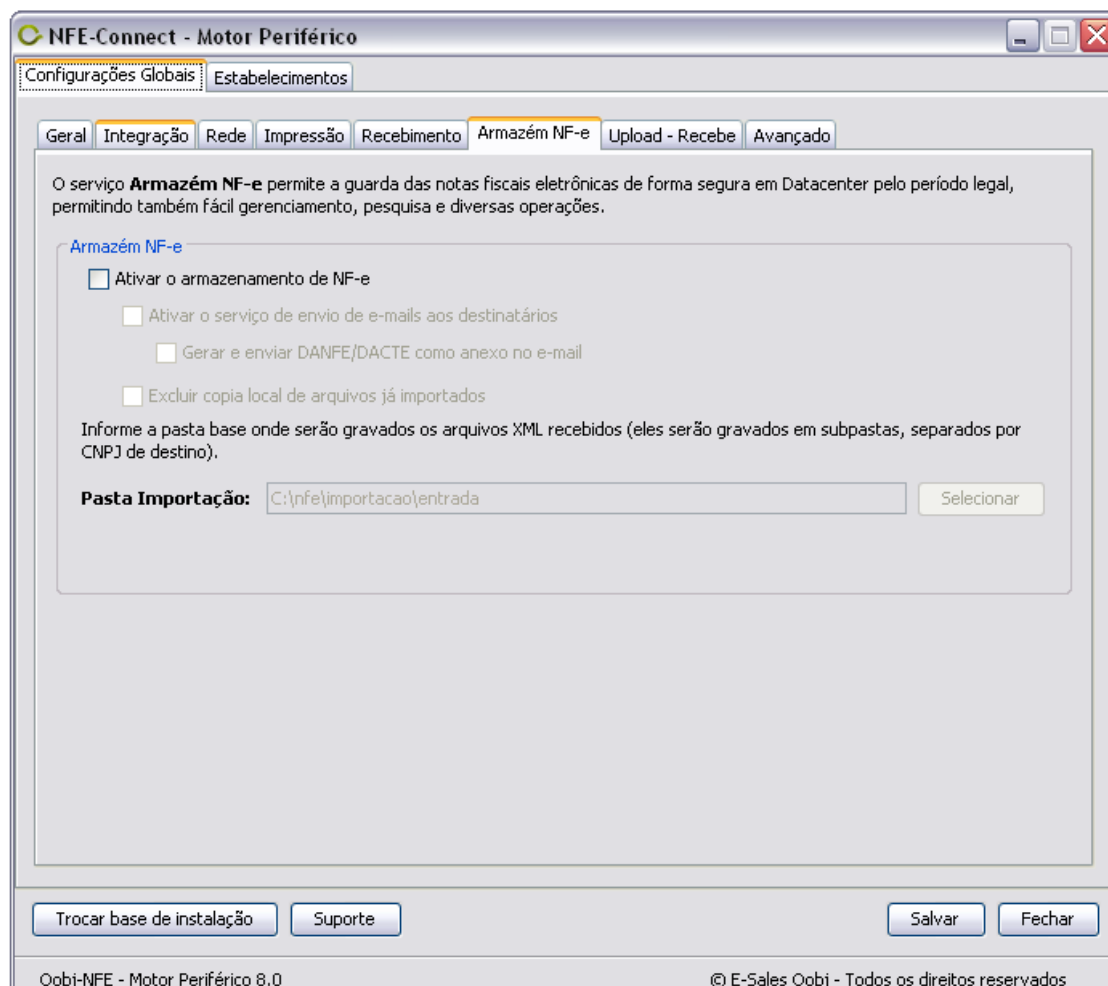 NFE-Connect - Motor Periférico
Configurações Globais Estabelecimentos
Geral Integração Rede Impressão Recebimento Armazém NF-e Upload - Recebe Avançado
O serviço Armazém NF-e permite a guarda das notas fiscais eletrônicas de forma segura em Datacenter pelo período legal,
permitindo também fácil gerenciamento, pesquisa e diversas operações.
Armazém NF-e
Ativar o armazenamento de NF-e
Ativar o serviço de envio de e-mails aos destinatários
Gerar e enviar DANFE/DACTE como anexo no e-mail
Excluir copia local de arquivos já importados
Informe a pasta base onde serão gravados os arquivos XML recebidos (eles serão gravados em subpastas, separados por
CNPJ de destino).
Pasta Importação: C:\nfe\importacao\entrada Selecionar
Trocar base de instalação Suporte Salvar Fechar
Oobj-NFE - Motor Periférico 8.0 © E-Sales Oobj - Todos os direitos reservados